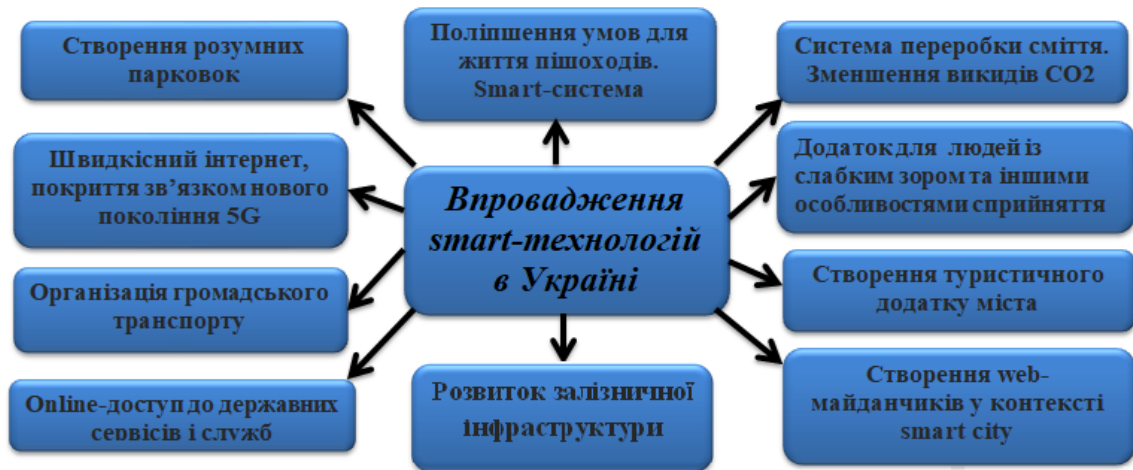 Створення розумних
парковок
Поліпшення умов для
життя пішоходів.
Smart-система
Система переробки сміття.
Зменшення викидів СО2
Швидкісний інтернет,
покриття зв’язком нового
покоління 5G
Впровадження
smart-технологій
в Україні
Додаток для людей із
слабким зором та іншими
особливостями сприйняття
Організація громадського
транспорту
Створення туристичного
додатку міста
Online-доступ до державних
сервісів і служб
Розвиток залізничної
інфраструктури
Створення web-
майданчиків у контексті
smart city